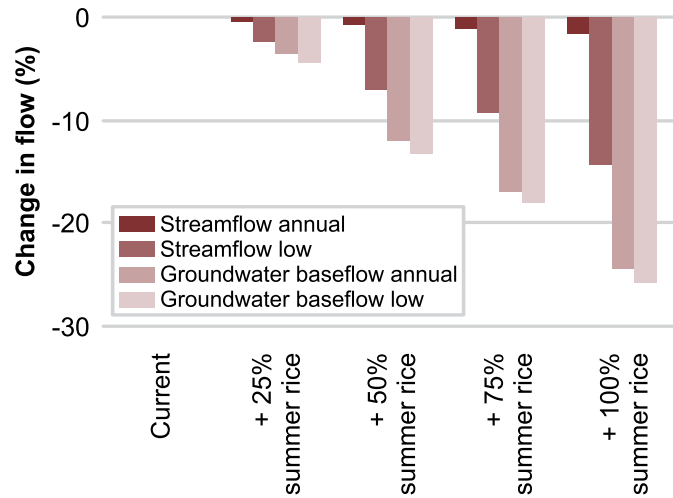 Change in flow (%)
0
-10
-20
-30
Streamflow annual
Streamflow low
Groundwater baseflow annual
Groundwater baseflow low
Current
+ 25%
summer rice
+ 50%
summer rice
+ 75%
summer rice
+ 100%
summer rice